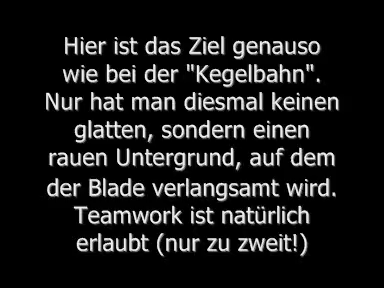 Hier ist das Ziel genauso
wie bei der "Kegelbahn".
Nur hat man diesmal keinen
glatten, sondern einen
rauen Untergrund, auf dem
der Blade verlangsamt wird.
Teamwork ist natürlich
erlaubt (nur zu zweit!)